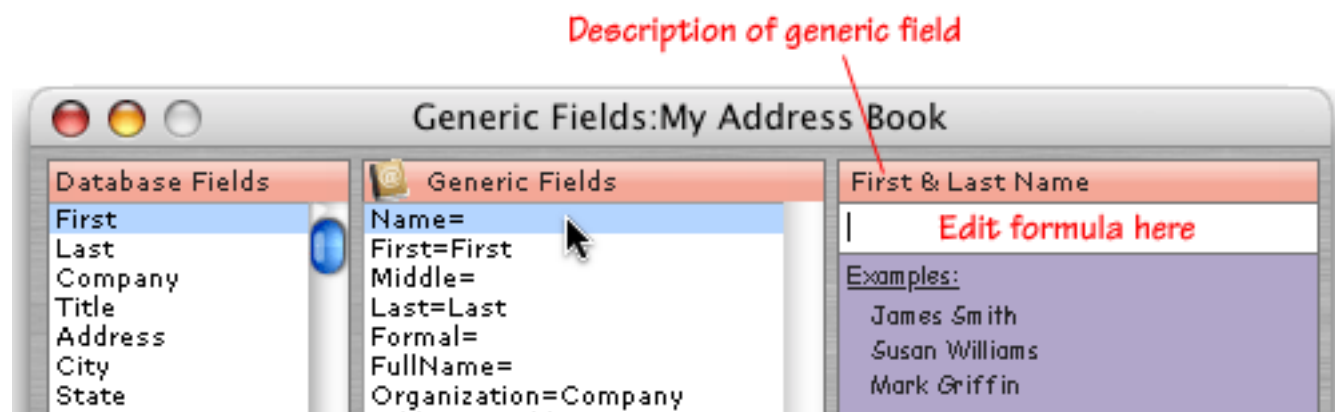 Description of generic field
Generic Fields:My Address Book
Database Fields
First
Last
Company
Title
Address
City
State
Generic Fields
Name=
First=First
Middle=
Last=Last
Formal=
FullName=
Organization=Company
First & Last Name
Edit formula here
Examples:
James Smith
Susan Williams
Mark Griffin